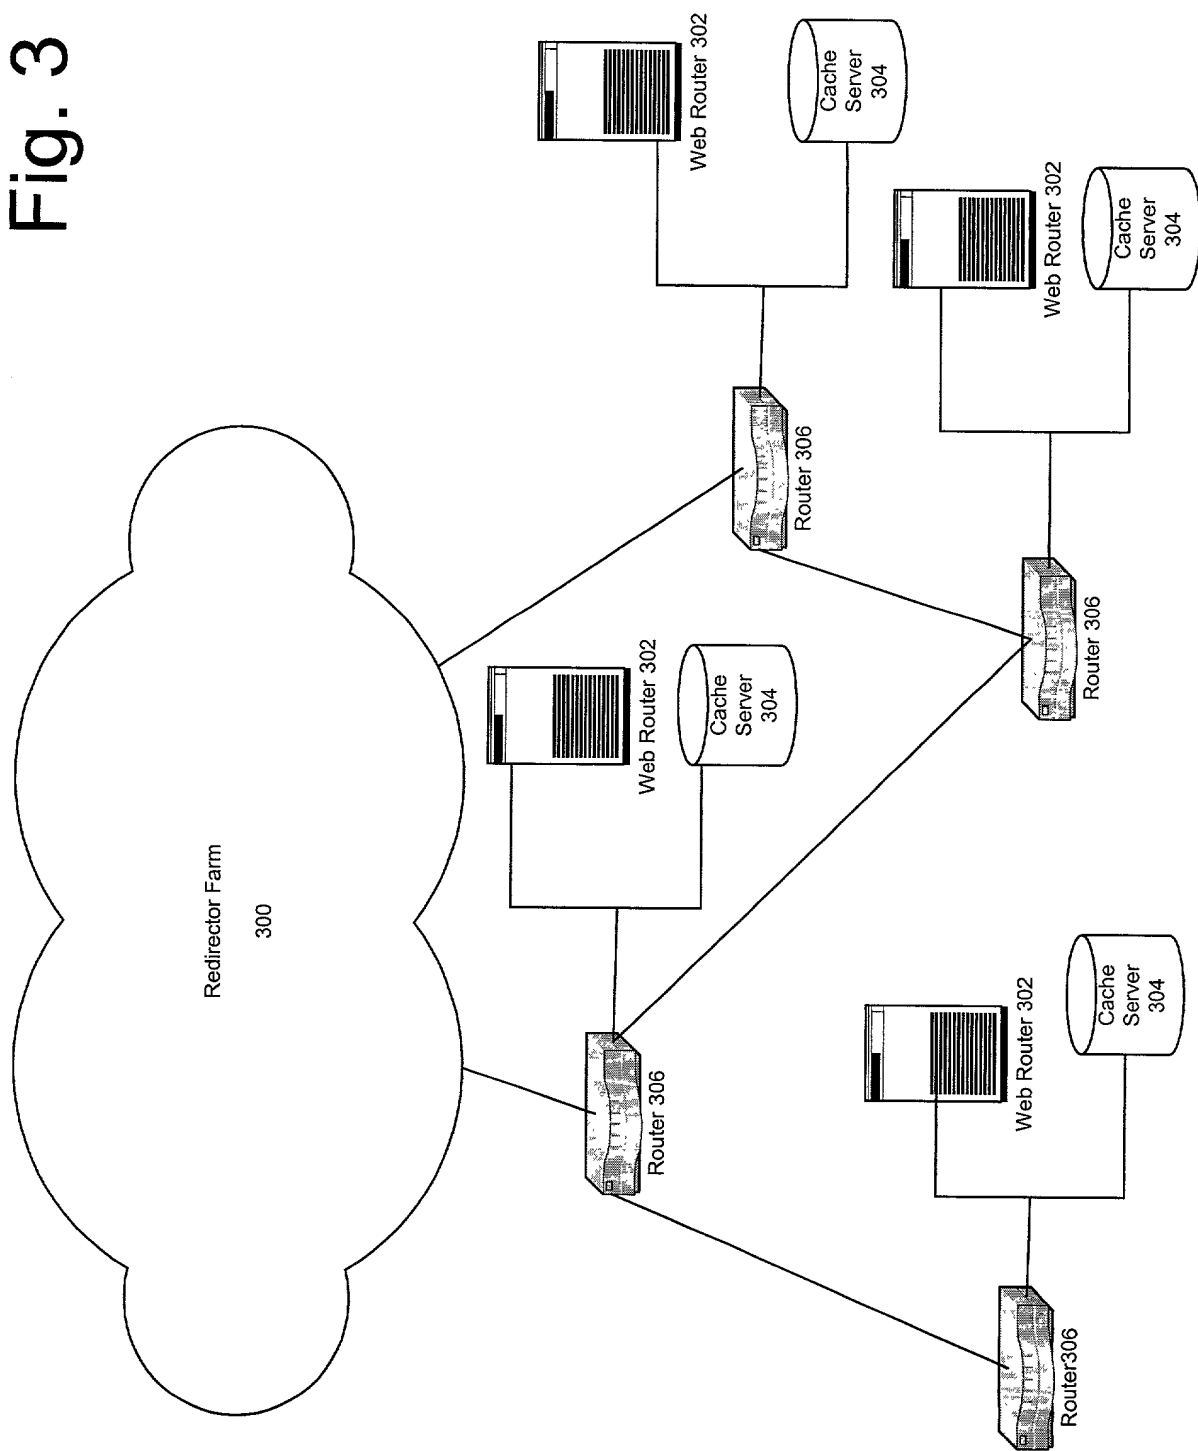 Fig. 3
Redirector Farm
300
Router 306
Web Router 302
Cache
Server
304
Router 306
Web Router 302
Cache
Server
304
Router306
Web Router 302
Cache
Server
304
Router 306
Web Router 302
Cache
Server
304